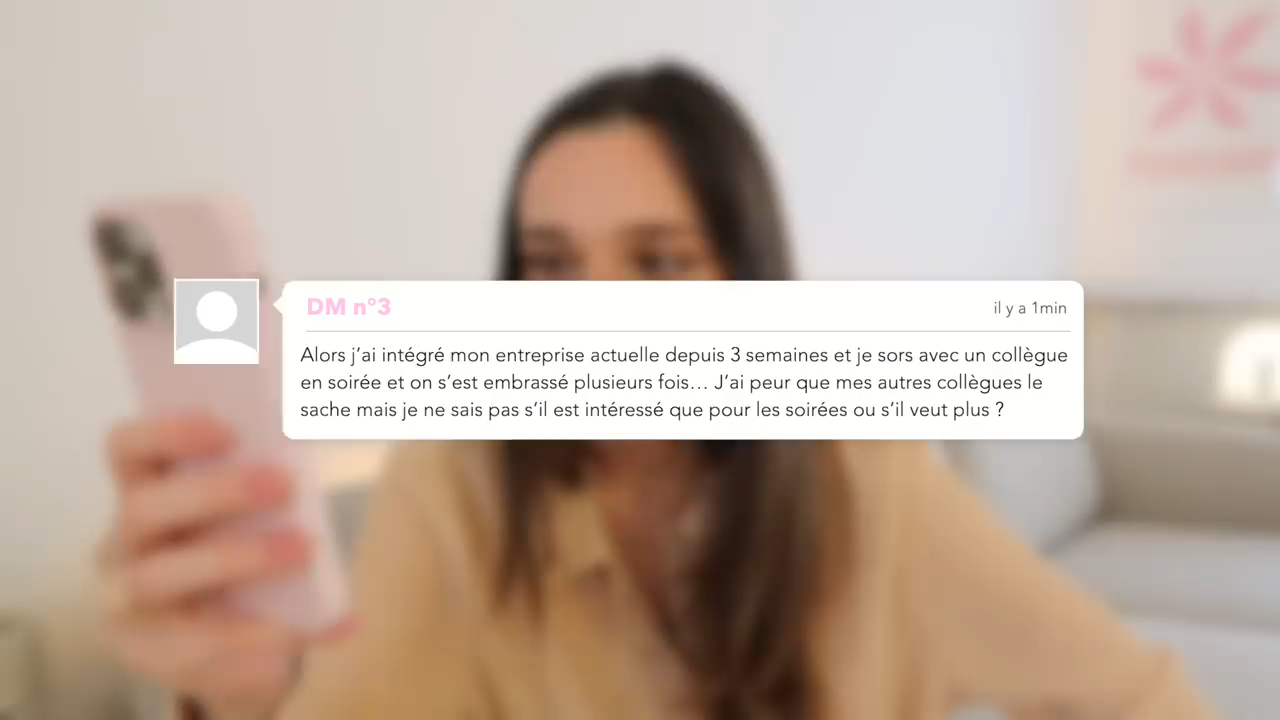 DM n°3
il y a 1min
Alors j’ai intégré mon entreprise actuelle depuis 3 semaines et je sors avec un collègue
en soirée et on s’est embrassé plusieurs fois… J’ai peur que mes autres collègues le
sache mais je ne sais pas s’il est intéressé que pour les soirées ou s’il veut plus ?